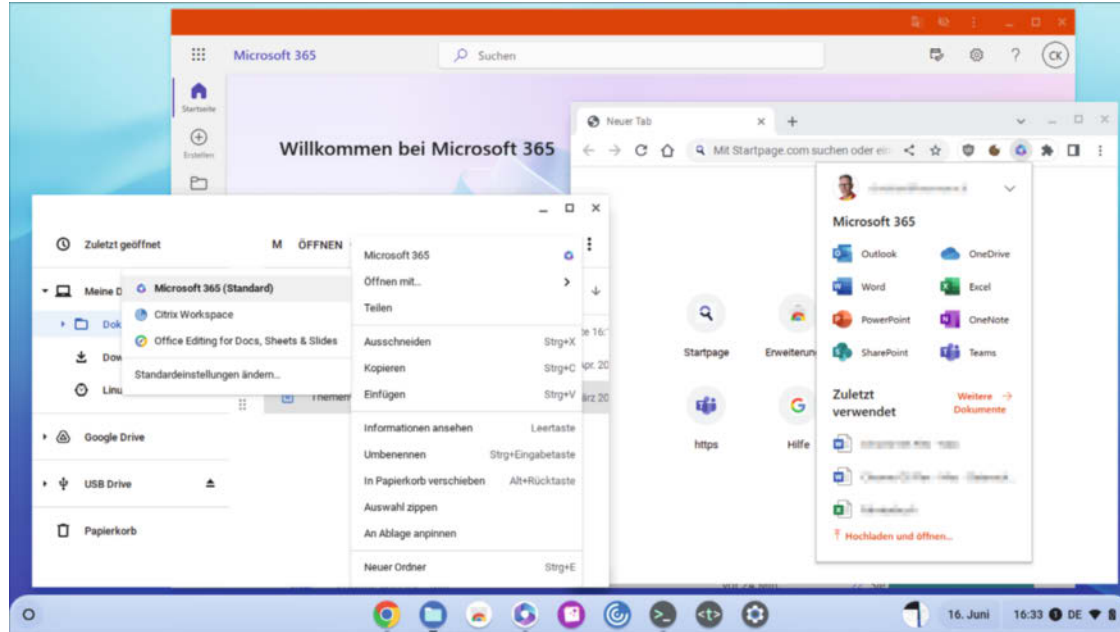 Microsoft 365
Suchen
?
CK
Startseite
Erstellen
Willkommen bei Microsoft 365
Neuer Tab
Mit Startpage.com suchen oder
Microsoft 365
Outlook
OneDrive
Word
Excel
PowerPoint
OneNote
SharePoint
Teams
Zuletzt verwendet
Weitere
Dokumente
Hochladen und öffnen...
Startpage
Erweiterun
https
Hilfe
Zuletzt geöffnet
M ÖFFNEN
Meine D
Dok
Dow
Linu
Google Drive
USB Drive
Papierkorb
Microsoft 365 (Standard)
Citrix Workspace
Office Editing for Docs, Sheets & Slides
Standardeinstellungen ändern...
Themen
Microsoft 365
Öffnen mit...
Teilen
Ausschneiden Strg+X
Kopieren Strg+C
Einfügen Strg+V
Informationen ansehen Leertaste
Umbenennen Strg+Eingabetaste
In Papierkorb verschieben Alt+Rücktaste
Auswahl zippen
An Ablage anpinnen
Neuer Ordner Strg+E
16. Juni 16:33 1 DE